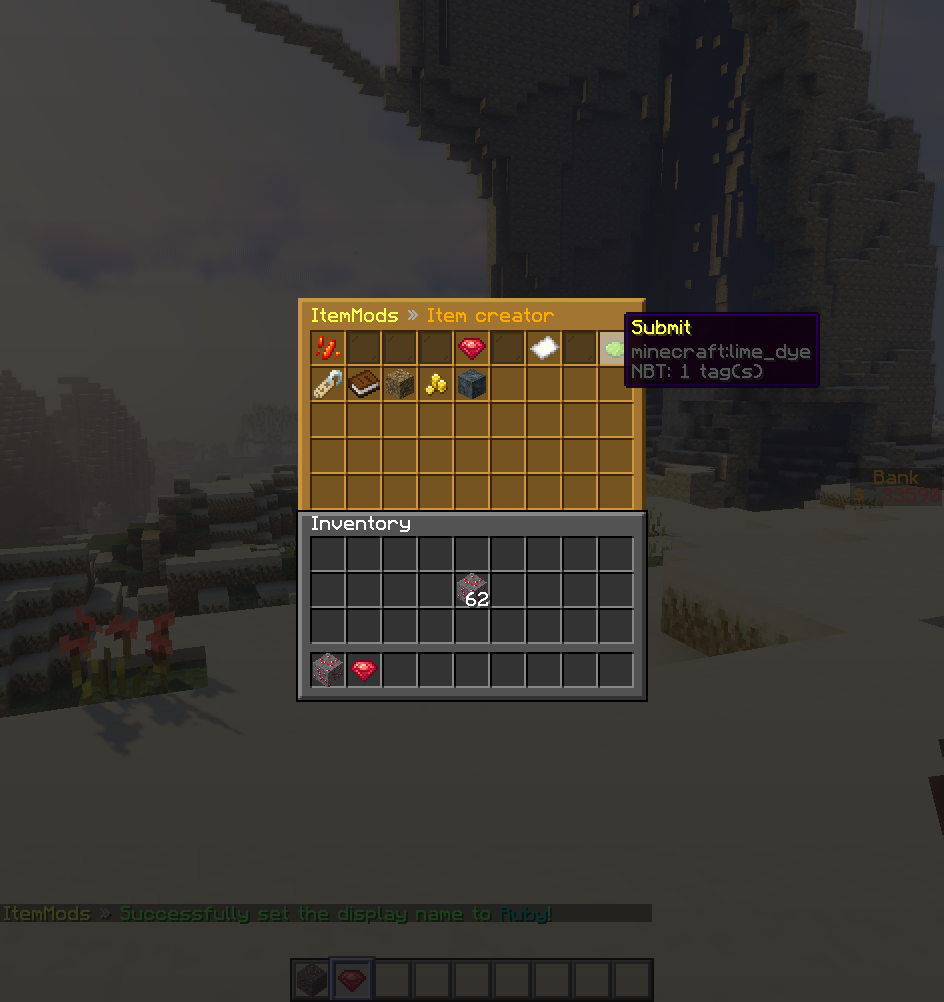 ItemMods » Item creator
Submit
minecraft:lime_dye
NBT: 1 tag(s)
Bank
$
Inventory
62
ItemMods » Successfully set the display name to Ruby!